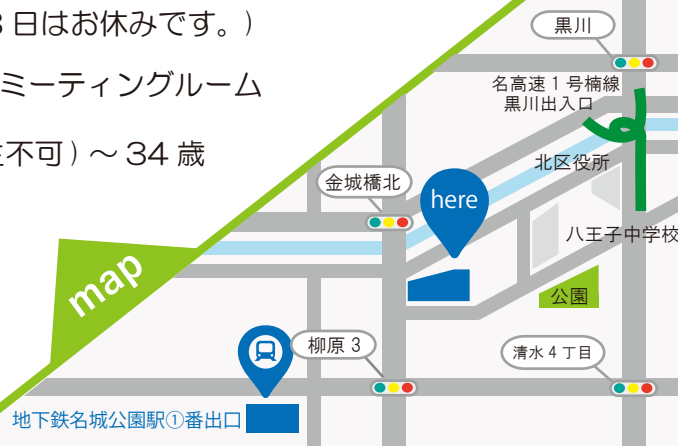 日はお休みです。)
ミーティングルーム
不可)～ 34 歳
黒川
名高速 1 号楠線
黒川出入口
北区役所
金城橋北
here
八王子中学校
map
公園
柳原 3
清水 4 丁目
地下鉄名城公園駅①番出口